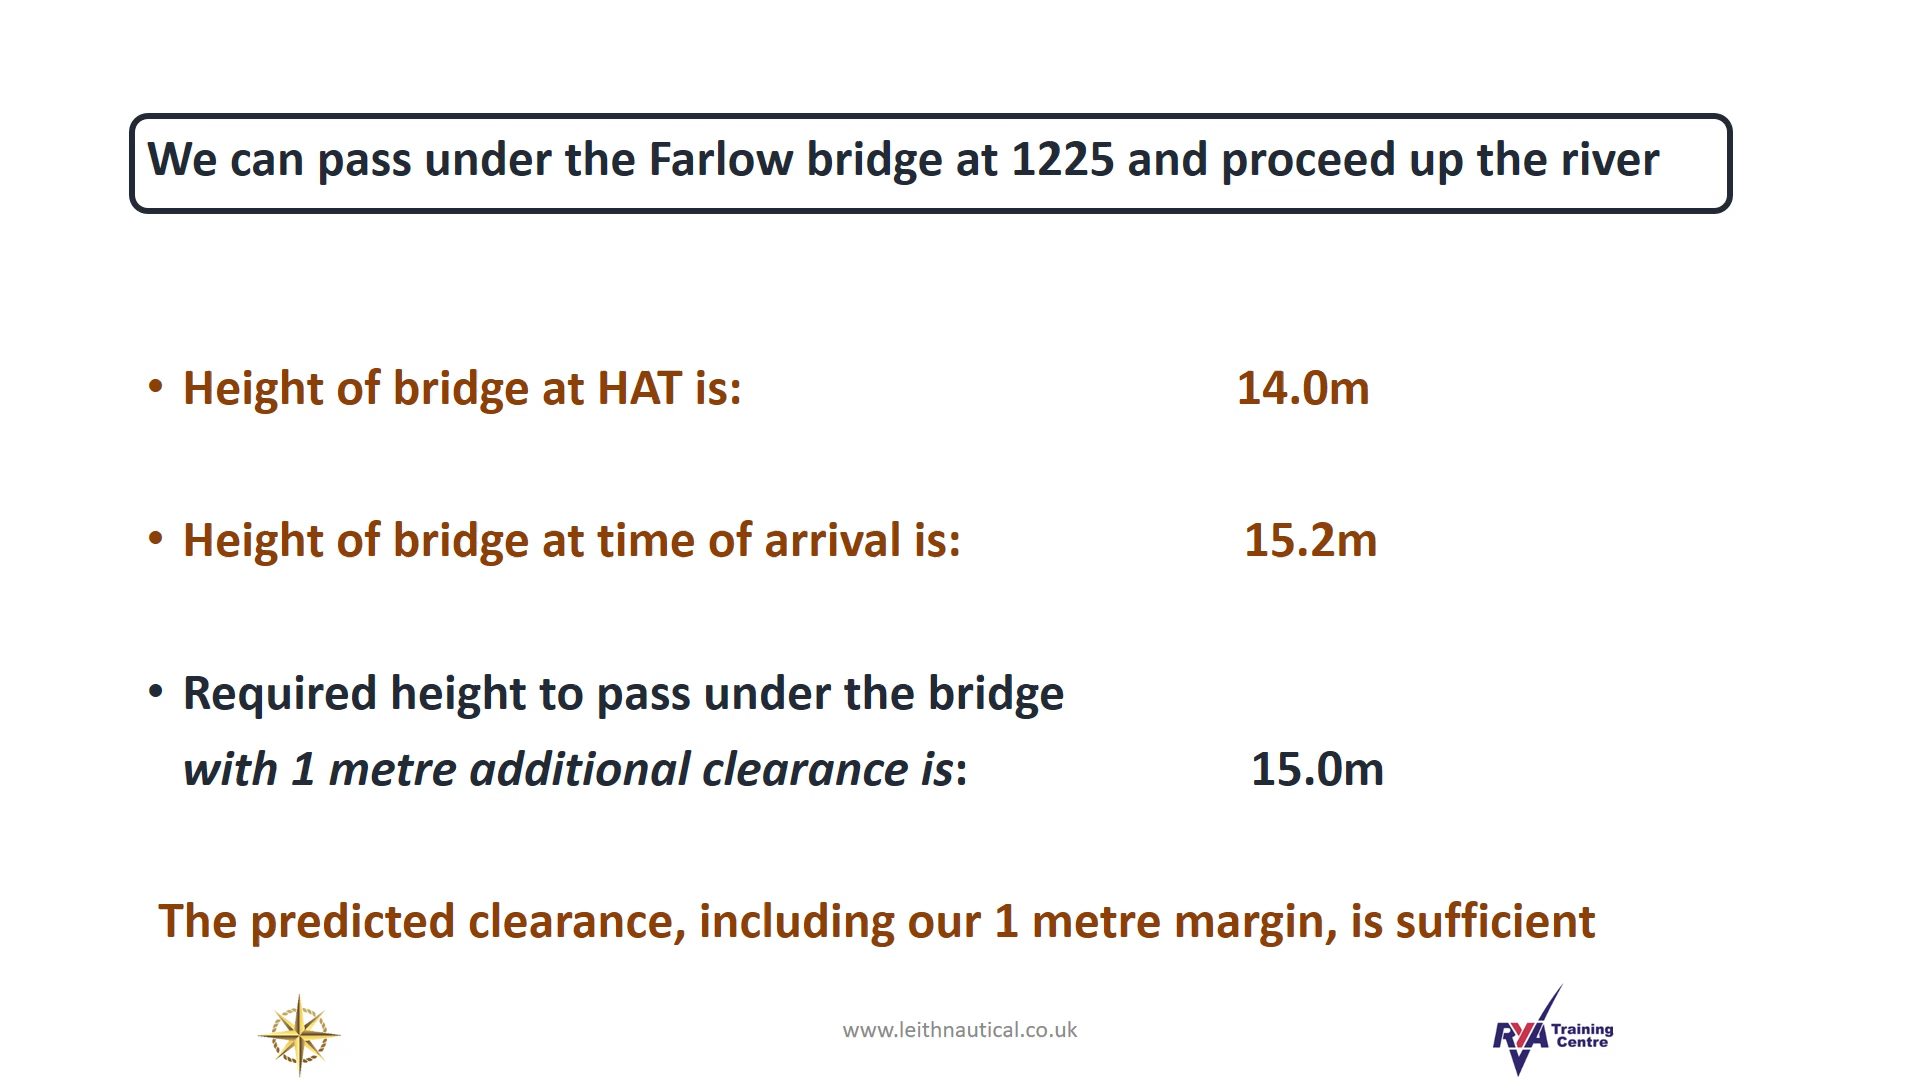 We can pass under the Farlow bridge at 1225 and proceed up the river
• Height of bridge at HAT is: 14.0m
• Height of bridge at time of arrival is: 15.2m
• Required height to pass under the bridge
with 1 metre additional clearance is: 15.0m
The predicted clearance, including our 1 metre margin, is sufficient
www.leithnautical.co.uk
RYA Training
Centre